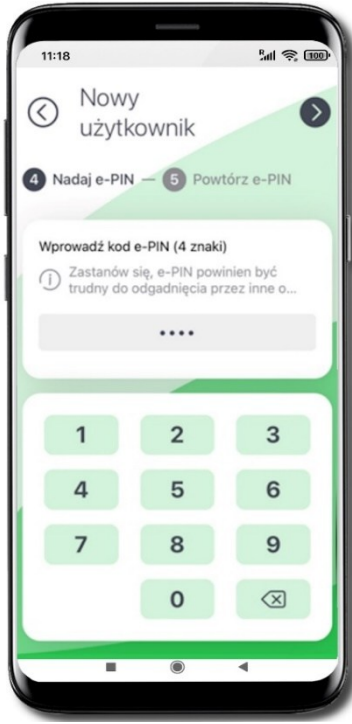 11:18
R
100
Nowy
użytkownik
4 Nadaj e-PIN — 5 Powtórz e-PIN
Wprowadź kod e-PIN (4 znaki)
Zastanów się, e-PIN powinien być
trudny do odgadnięcia przez inne o...
••••
1 2 3
4 5 6
7 8 9
0